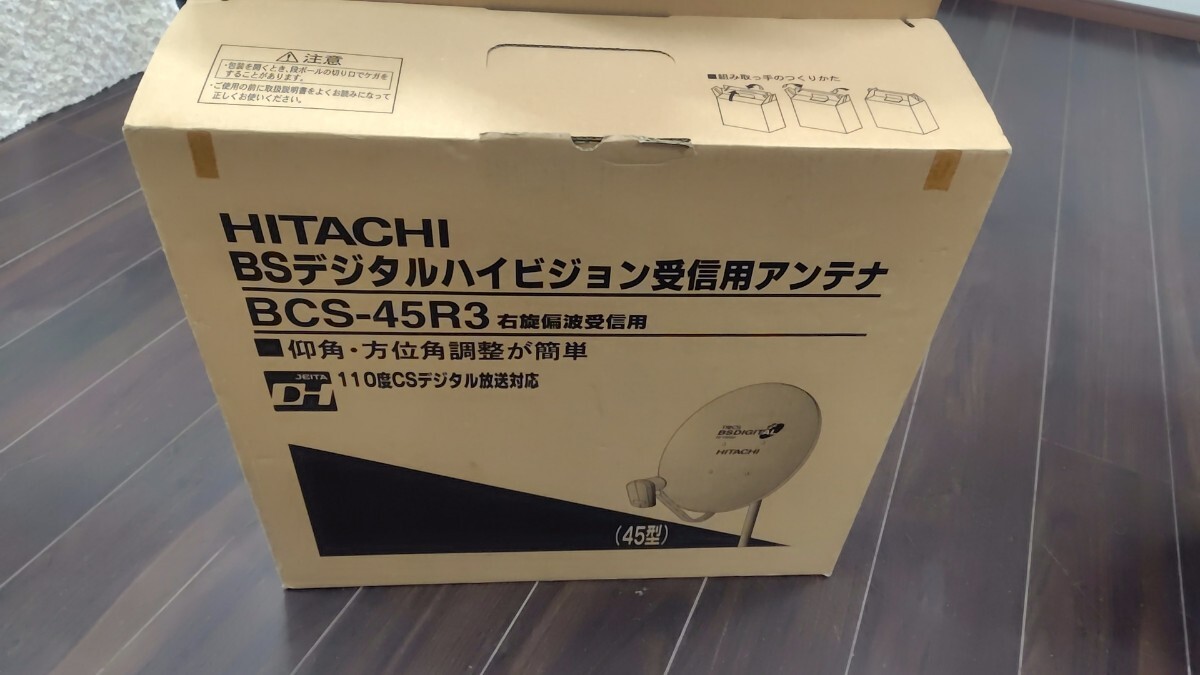 注意
・包装を開くとき、段ボールの切り口でケガを
することがあります。
・ご使用の前に取扱説明書をよくお読みになって
正しくお使いください。
■組み取っ手のつくりかた
HITACHI
BSデジタルハイビジョン受信用アンテナ
BCS-45R3 右旋偏波受信用
■仰角・方位角調整が簡単
JEITA
DH 110度CSデジタル放送対応
BSDIGITAL
HITACHI
(45型)